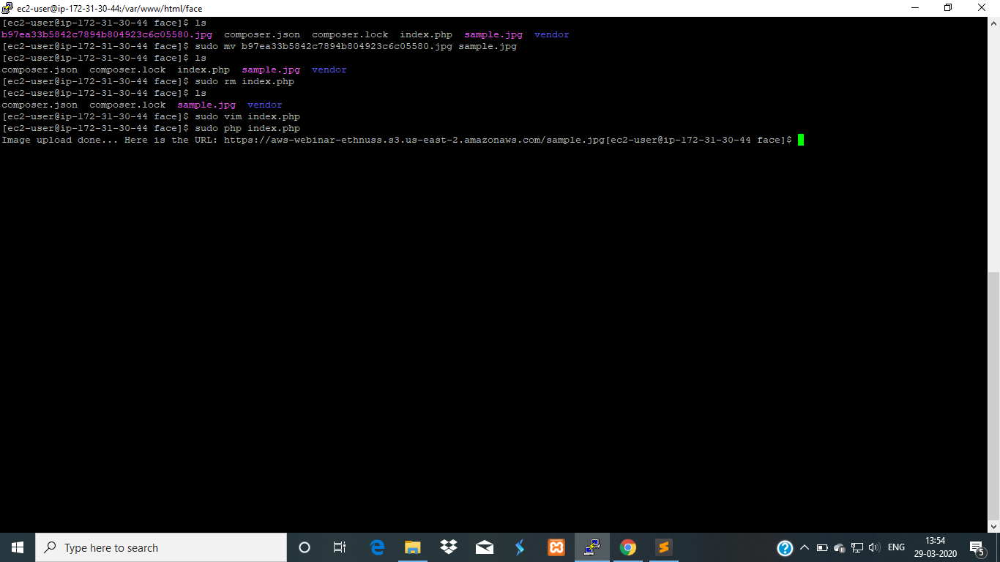 ec2-user@ip-172-31-30-44:/var/www/html/face
[ec2-user@ip-172-31-30-44 face]$ ls
b97ea33b5842c7894b804923c6c05580.jpg  composer.json  composer.lock  index.php  sample.jpg  vendor
[ec2-user@ip-172-31-30-44 face]$ sudo mv b97ea33b5842c7894b804923c6c05580.jpg sample.jpg
[ec2-user@ip-172-31-30-44 face]$ ls
composer.json  composer.lock  index.php  sample.jpg  vendor
[ec2-user@ip-172-31-30-44 face]$ sudo rm index.php
[ec2-user@ip-172-31-30-44 face]$ ls
composer.json  composer.lock  sample.jpg  vendor
[ec2-user@ip-172-31-30-44 face]$ sudo vim index.php
[ec2-user@ip-172-31-30-44 face]$ sudo php index.php
Image upload done... Here is the URL: https://aws-webinar-ethnuss.s3.us-east-2.amazonaws.com/sample.jpg[ec2-user@ip-172-31-30-44 face]$
Type here to search
ENG
13:54
29-03-2020
5